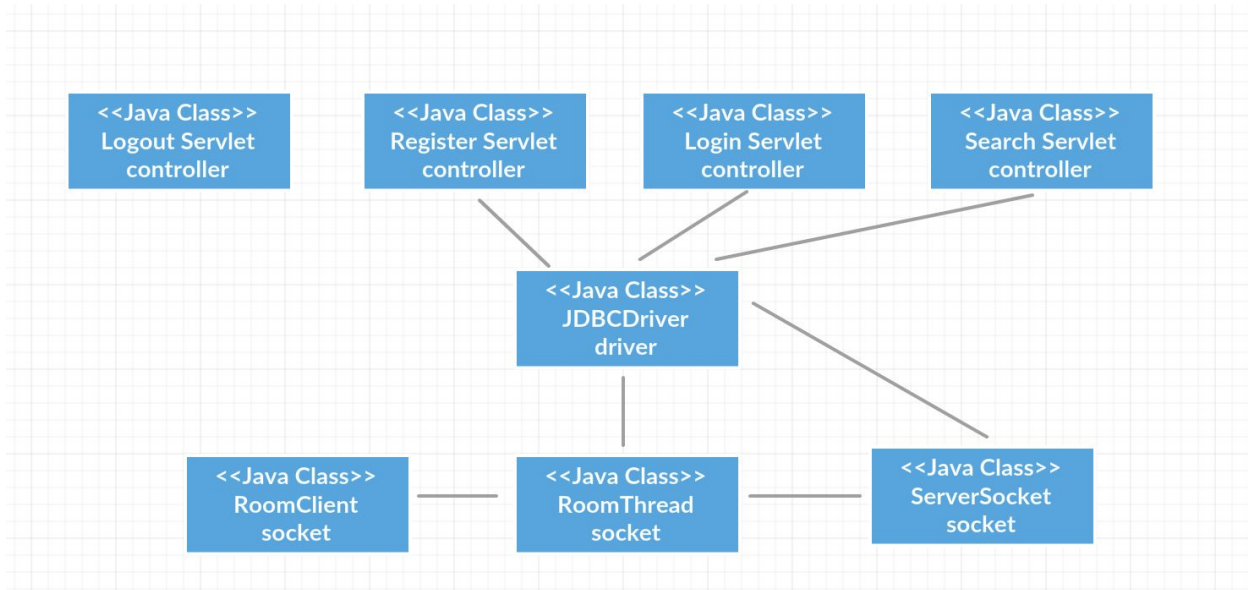 <<Java Class>>
Logout Servlet
controller
<<Java Class>>
Register Servlet
controller
<<Java Class>>
Login Servlet
controller
<<Java Class>>
Search Servlet
controller
<<Java Class>>
JDBCDriver
driver
<<Java Class>>
RoomClient
socket
<<Java Class>>
RoomThread
socket
<<Java Class>>
ServerSocket
socket